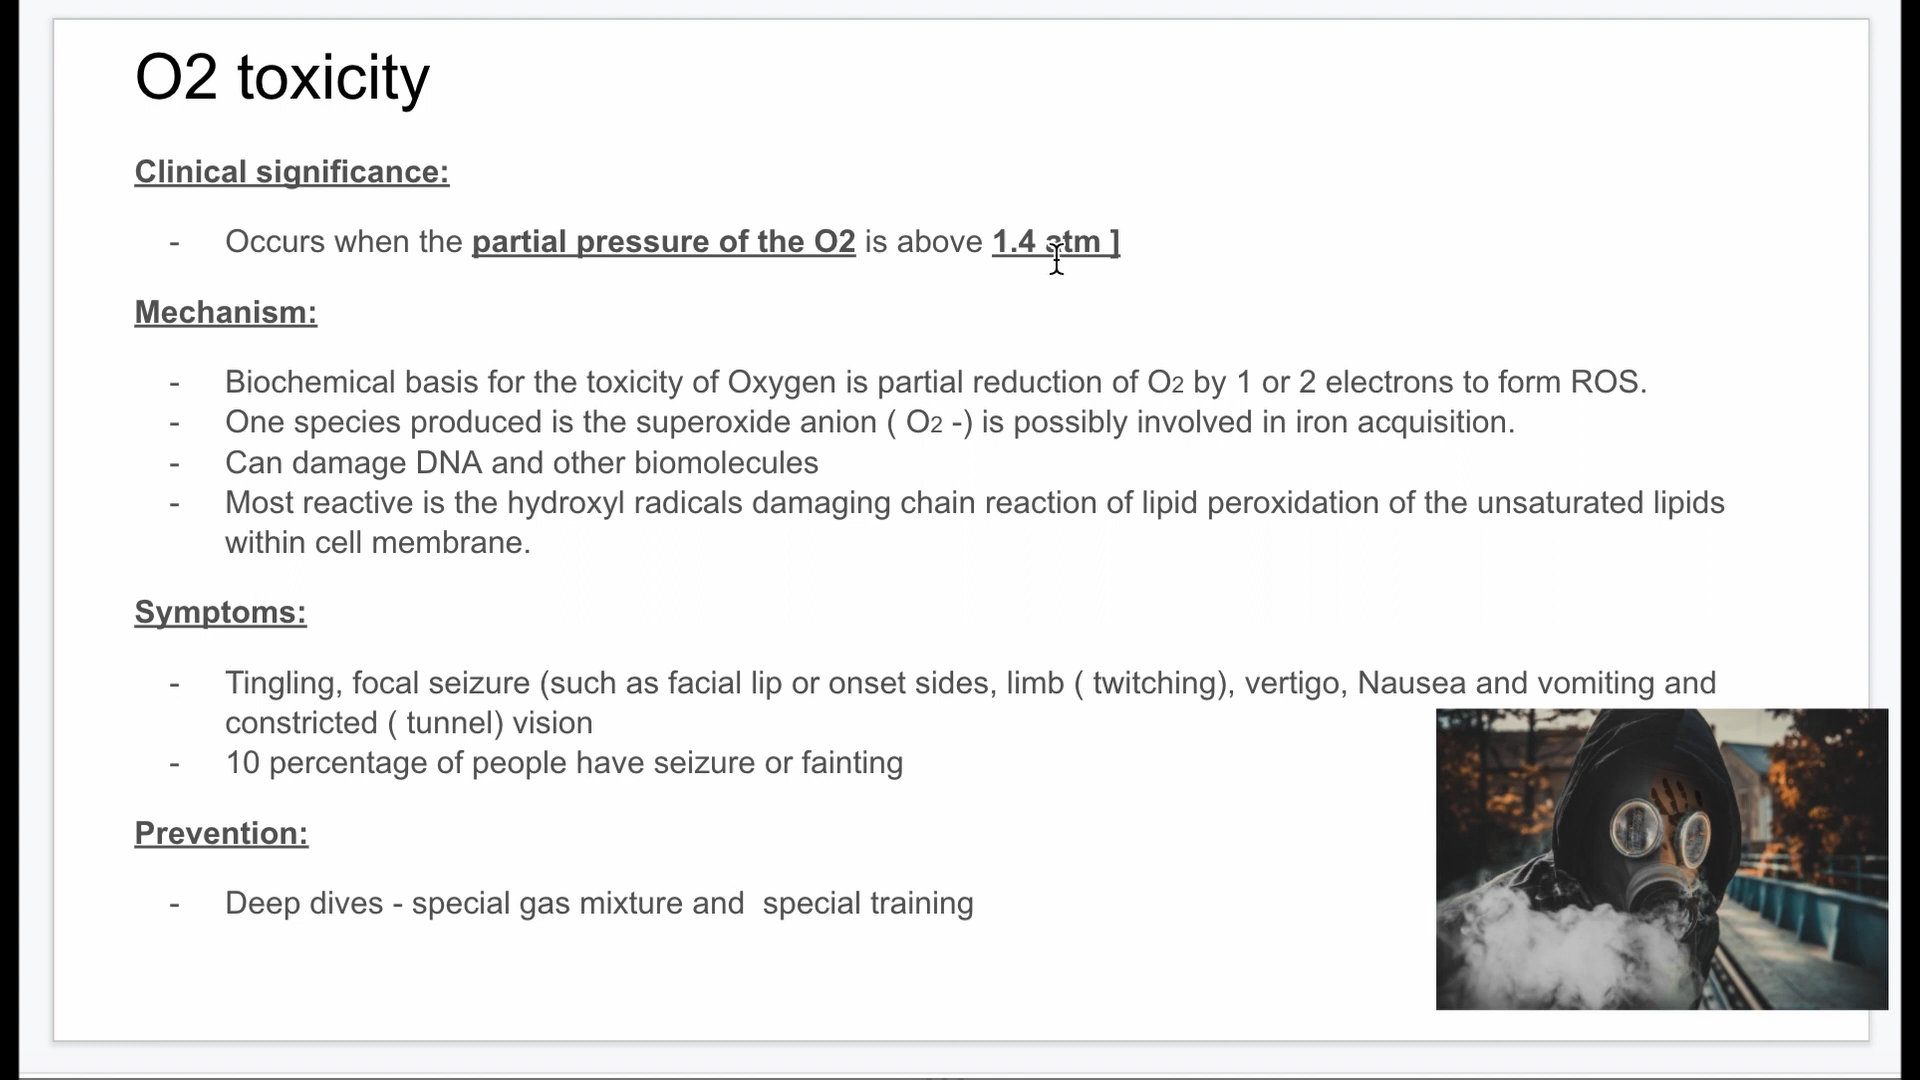 O2 toxicity
Clinical significance:
- Occurs when the partial pressure of the O2 is above 1.4 atm ]
Mechanism:
- Biochemical basis for the toxicity of Oxygen is partial reduction of O2 by 1 or 2 electrons to form ROS.
- One species produced is the superoxide anion ( O2 -) is possibly involved in iron acquisition.
- Can damage DNA and other biomolecules
- Most reactive is the hydroxyl radicals damaging chain reaction of lipid peroxidation of the unsaturated lipids
within cell membrane.
Symptoms:
- Tingling, focal seizure (such as facial lip or onset sides, limb ( twitching), vertigo, Nausea and vomiting and
constricted ( tunnel) vision
- 10 percentage of people have seizure or fainting
Prevention:
- Deep dives - special gas mixture and  special training